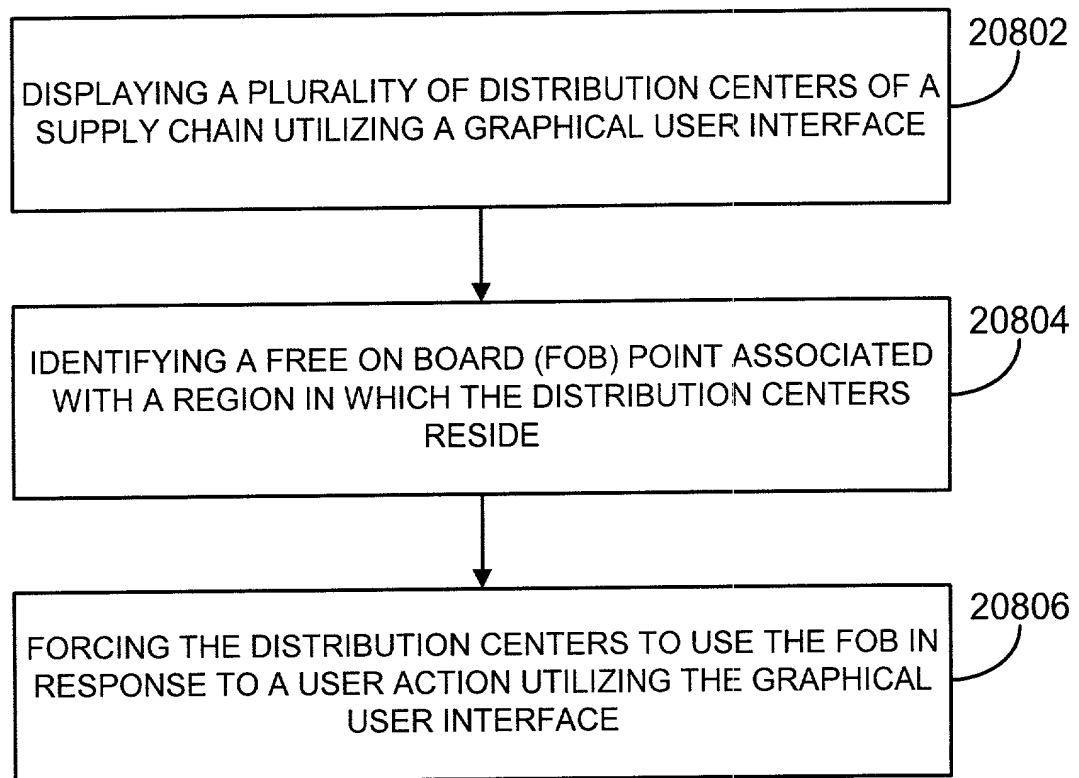 20802
DISPLAYING A PLURALITY OF DISTRIBUTION CENTERS OF A
SUPPLY CHAIN UTILIZING A GRAPHICAL USER INTERFACE
20804
IDENTIFYING A FREE ON BOARD (FOB) POINT ASSOCIATED
WITH A REGION IN WHICH THE DISTRIBUTION CENTERS
RESIDE
20806
FORCING THE DISTRIBUTION CENTERS TO USE THE FOB IN
RESPONSE TO A USER ACTION UTILIZING THE GRAPHICAL
USER INTERFACE